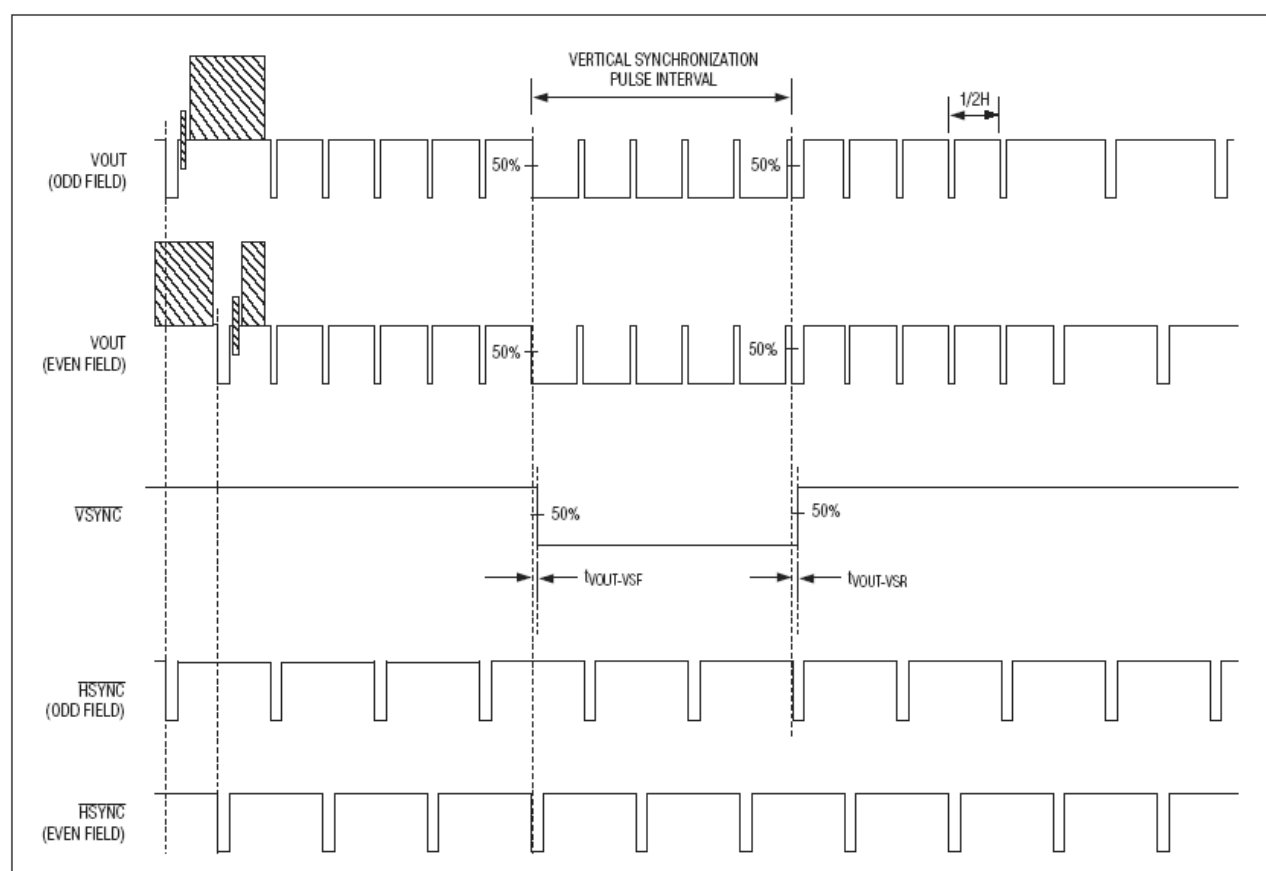 VERTICAL SYNCHRONIZATION
PULSE INTERVAL
1/2H
VOUT
(ODD FIELD)
50%
50%
VOUT
(EVEN FIELD)
50%
50%
VSYNC
50%
50%
tVOUT-VSF
tVOUT-VSR
HSYNC
(ODD FIELD)
HSYNC
(EVEN FIELD)